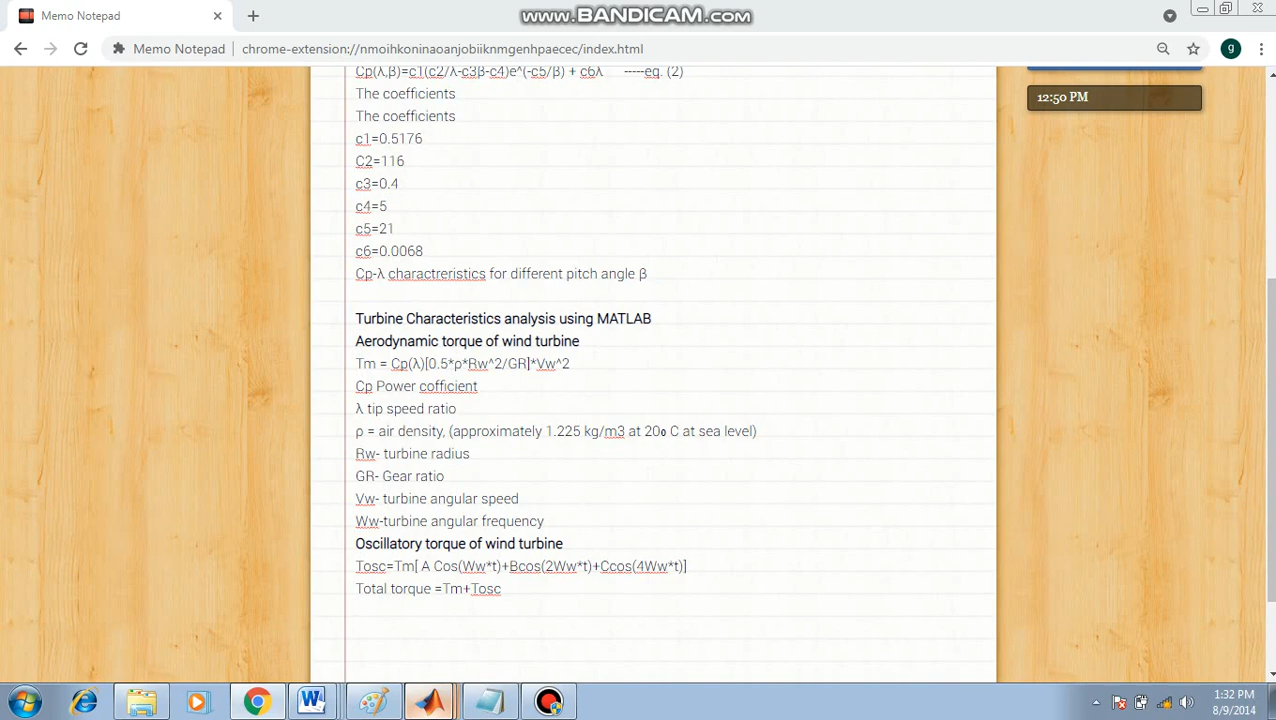 Memo Notepad
www.BANDICAM.com
Memo Notepad
chrome-extension://nmoihkoninaoanjobiiknmgenhpaecec/index.html
g
Cp(λ,β)=c1(c2/λ-c3β-c4)e^(-c5/β) + c6λ -----eq (2)
12:50 PM
The coefficients
The coefficients
c1=0.5176
C2=116
c3=0.4
c4=5
c5=21
c6=0.0068
Cp-λ charactreristics for different pitch angle β
Turbine Characteristics analysis using MATLAB
Aerodynamic torque of wind turbine
Tm = Cp(λ)[0.5*ρ*Rw^2/GR]*Vw^2
Cp Power cofficient
λ tip speed ratio
ρ = air density, (approximately 1.225 kg/m3 at 20o C at sea level)
Rw- turbine radius
GR- Gear ratio
Vw- turbine angular speed
Ww-turbine angular frequency
Oscillatory torque of wind turbine
Tosc=Tm[ A Cos(Ww*t)+Bcos(2Ww*t)+Ccos(4Ww*t)]
Total torque =Tm+Tosc
1:32 PM
8/9/2014